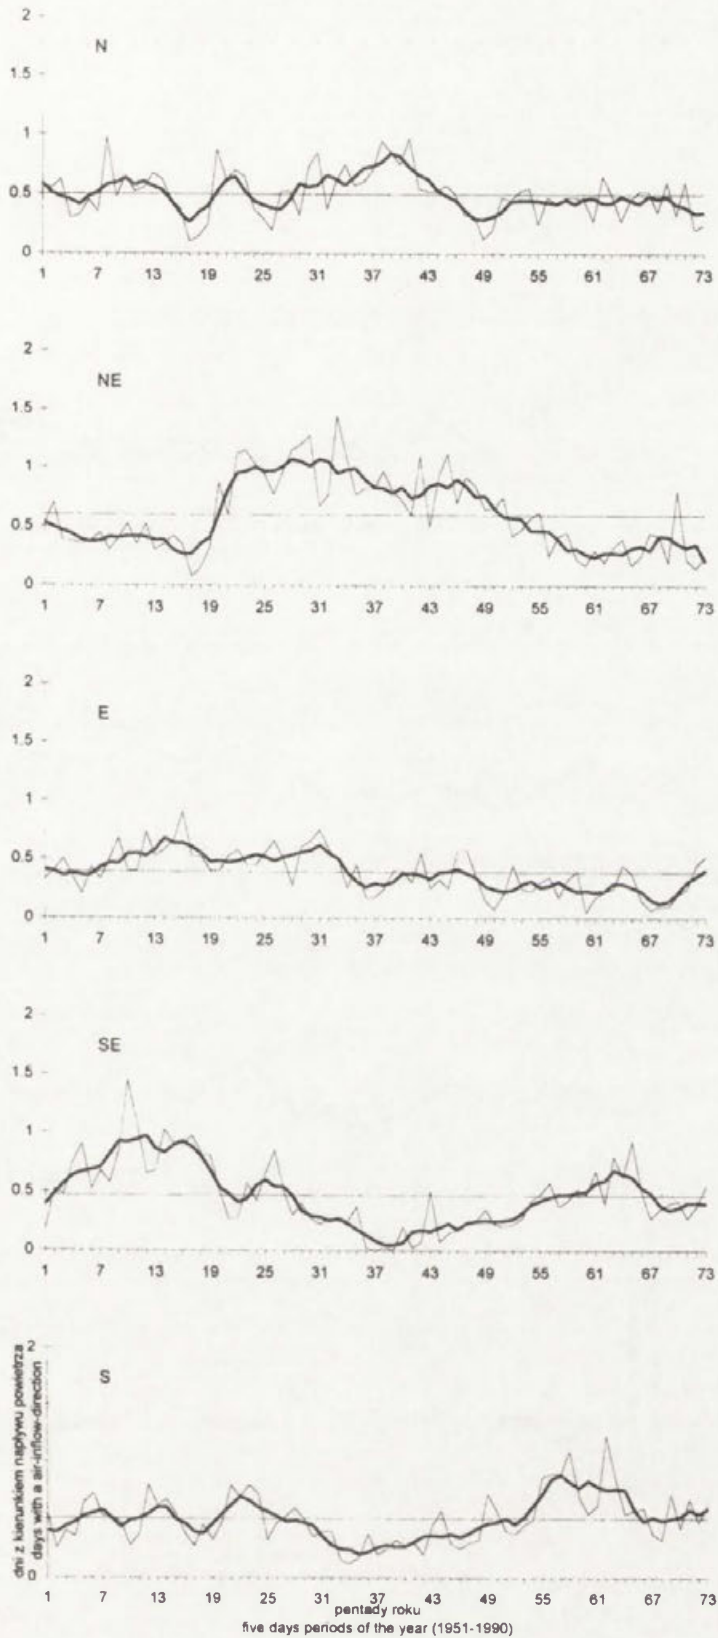 2
N
1.5
1
0.5
0
1 7 13 19 25 31 37 43 49 55 61 67 73
2
NE
1.5
1
0.5
0
1 7 13 19 25 31 37 43 49 55 61 67 73
2
E
1.5
1
0.5
0
1 7 13 19 25 31 37 43 49 55 61 67 73
2
SE
1.5
1
0.5
0
1 7 13 19 25 31 37 43 49 55 61 67 73
dni z kierunkiem napływu powietrza
days with a air-inflow-direction
2
S
0
1 7 13 19 25 31 37 43 49 55 61 67 73
pentady roku
five days periods of the year (1951-1990)